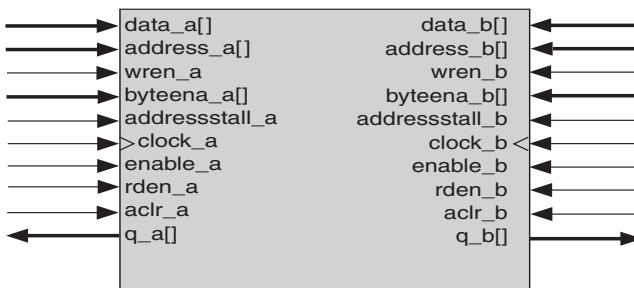 data_a[] data_b[]
address_a[] address_b[]
wren_a wren_b
byteena_a[] byteena_b[]
addressstall_a addressstall_b
>clock_a clock_b <
enable_a enable_b
rden_a rden_b
aclr_a aclr_b
q_a[] q_b[]